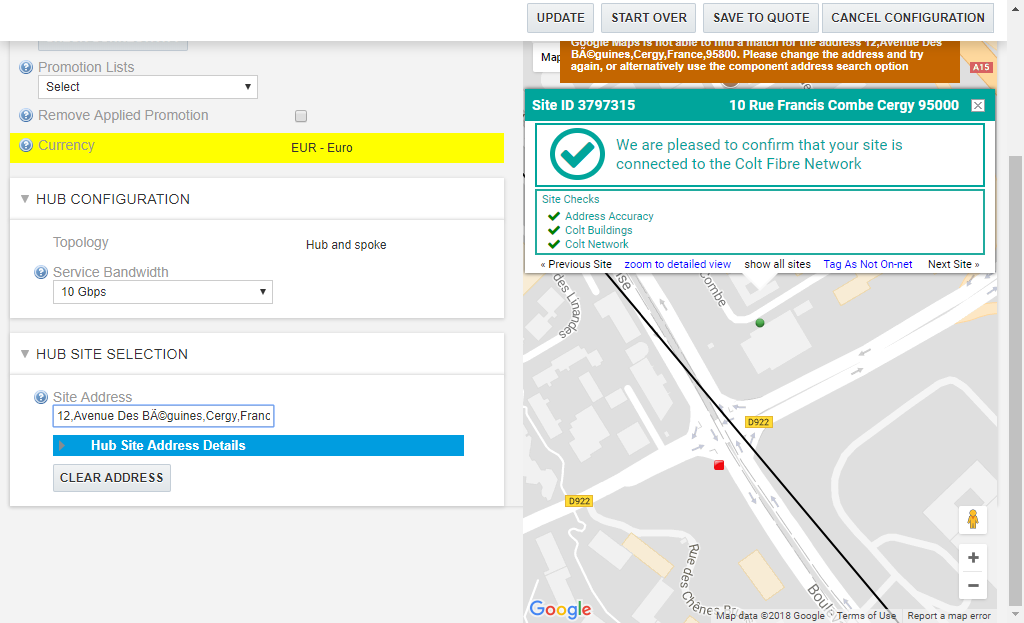 UPDATE
START OVER
SAVE TO QUOTE
CANCEL CONFIGURATION
Promotion Lists
Select
Remove Applied Promotion
Currency
EUR - Euro
HUB CONFIGURATION
Topology
Hub and spoke
Service Bandwidth
10 Gbps
HUB SITE SELECTION
Site Address
12,Avenue Des BÃ©guines,Cergy,Franc
Hub Site Address Details
CLEAR ADDRESS
Map
Google Maps is not able to find a match for the address 12,Avenue Des
BÃ©guines,Cergy,France,95800. Please change the address and try
again, or alternatively use the component address search option
A15
Site ID 3797315
10 Rue Francis Combe Cergy 95000
We are pleased to confirm that your site is
connected to the Colt Fibre Network
Site Checks
Address Accuracy
Colt Buildings
Colt Network
« Previous Site
zoom to detailed view
show all sites
Tag As Not On-net
Next Site »
des Linandes
ise
Combe
D922
D922
Rue des
Chênes
Boul
Google
Map data ©2018 Google
Terms of Use
Report a map error